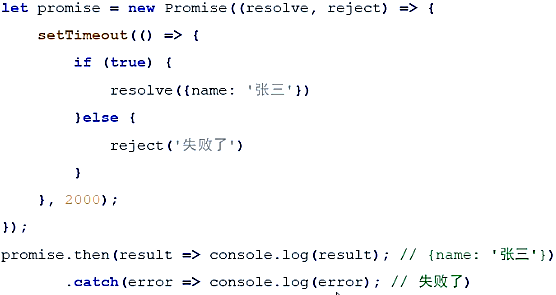 let promise = new Promise((resolve, reject) => {
    setTimeout(() => {
        if (true) {
            resolve({name: '张三'})
        }else {
            reject('失败了')
        }
    }, 2000);
});
promise.then(result => console.log(result); // {name: '张三'})
       .catch(error => console.log(error); // 失败了)